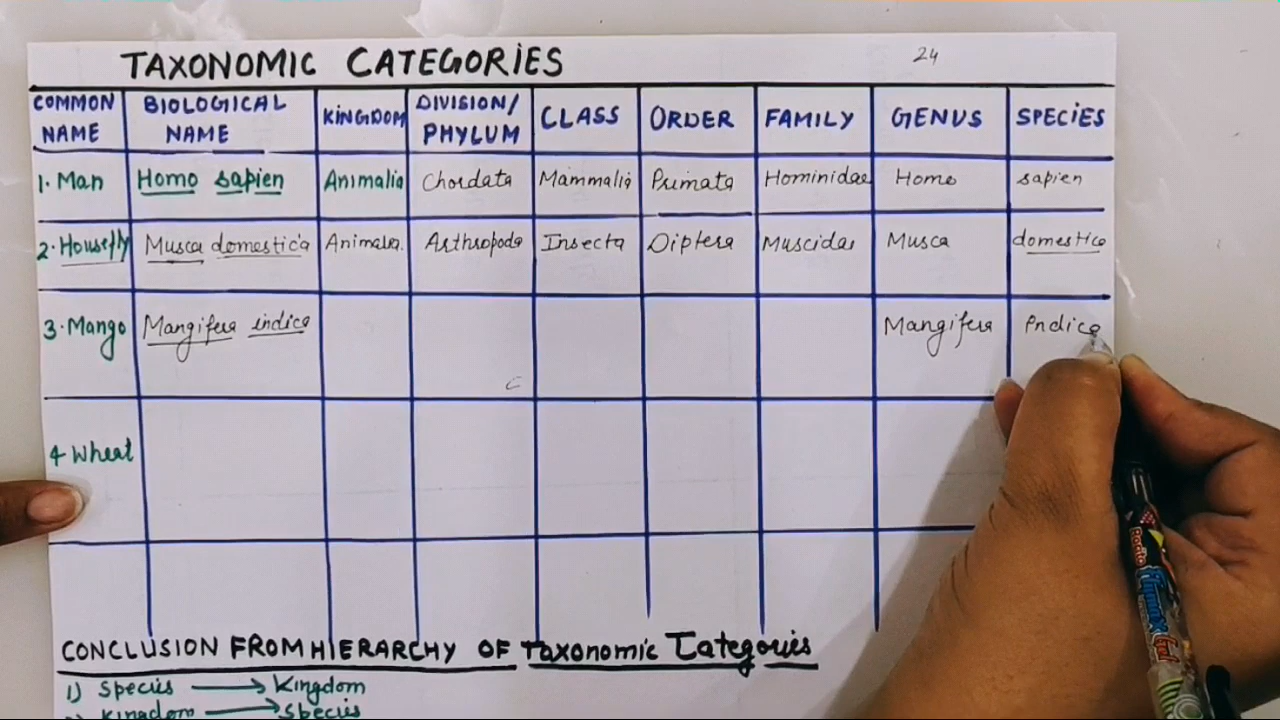 TAXONOMIC CATEGORIES 24
COMMON NAME BIOLOGICAL NAME KINGDOM DIVISION/ PHYLUM CLASS ORDER FAMILY GENUS SPECIES
1. Man Homo sapien Animalia Chordata Mammalia Primata Hominidae Homo sapien
2. Housefly Musca domestica Animalia. Arthropoda Insecta Diptera Muscidae Musca domestica
3. Mango Mangifera indica Mangifera indica
4 Wheat
CONCLUSION FROM HIERARCHY OF Taxonomic Categories
1) Species → Kingdom
Kingdom → Species